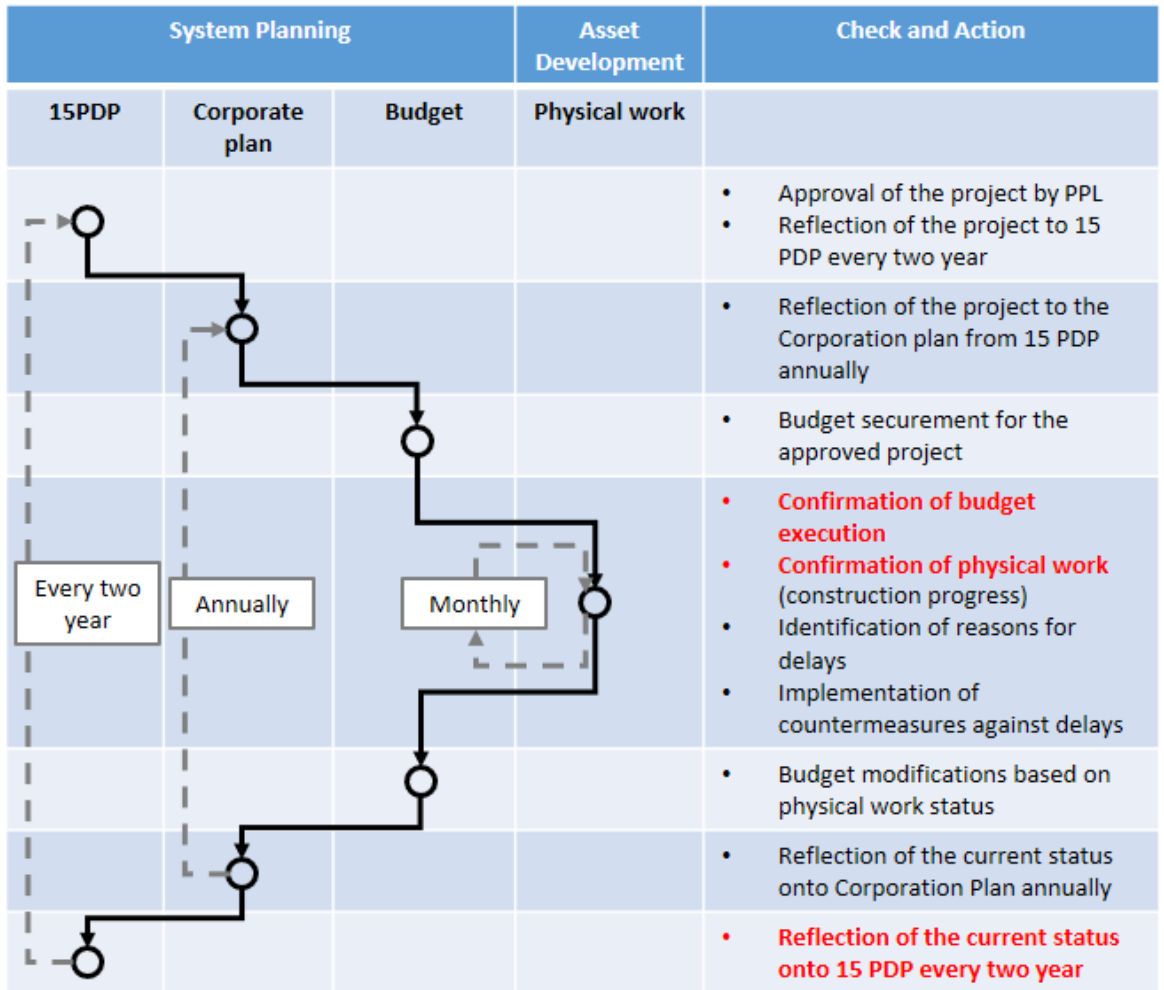 System Planning
Asset
Development
Check and Action
15PDP
Corporate
plan
Budget
Physical work
• Approval of the project by PPL
• Reflection of the project to 15
PDP every two year
• Reflection of the project to the
Corporation plan from 15 PDP
annually
• Budget securement for the
approved project
• Confirmation of budget
execution
• Confirmation of physical work
(construction progress)
• Identification of reasons for
delays
• Implementation of
countermeasures against delays
Every two
year
Annually
Monthly
• Budget modifications based on
physical work status
• Reflection of the current status
onto Corporation Plan annually
• Reflection of the current status
onto 15 PDP every two year